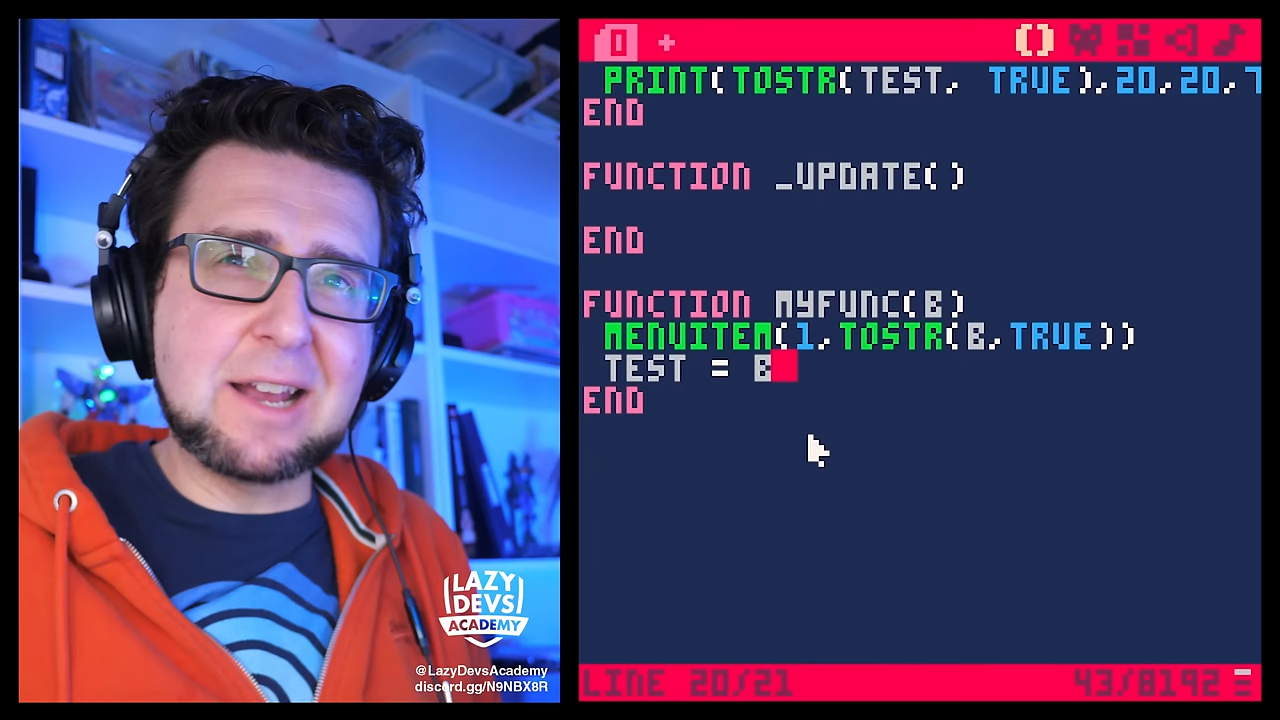 LAZY
DEVS
ACADEMY
@LazyDevsAcademy
discord.gg/N9NBX8R
0 +
PRINT(TOSTR(TEST, TRUE),20,20,7
END
FUNCTION _UPDATE()
END
FUNCTION MYFUNC(B)
MENUITEM(1,TOSTR(B,TRUE))
TEST = B
END
LINE 20/21
43/8192